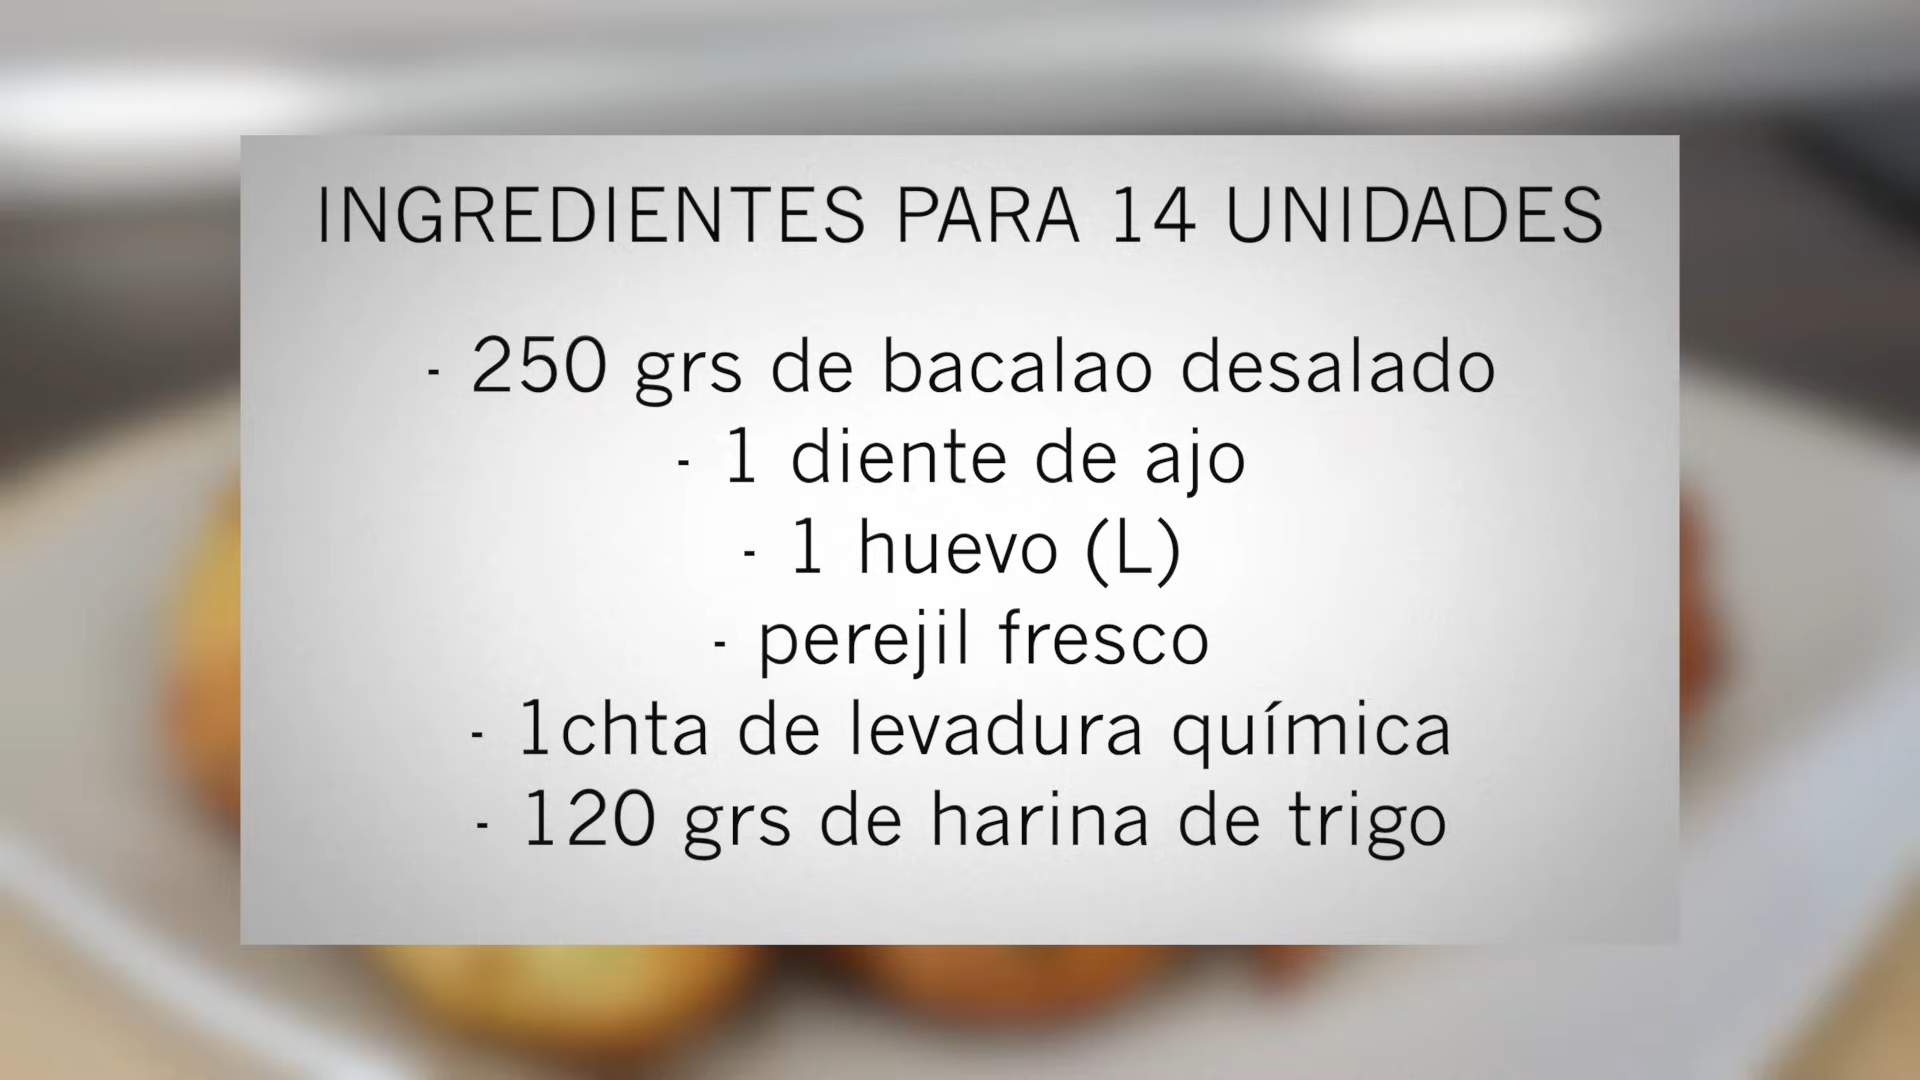 INGREDIENTES PARA 14 UNIDADES
- 250 grs de bacalao desalado
- 1 diente de ajo
- 1 huevo (L)
- perejil fresco
- 1chta de levadura química
- 120 grs de harina de trigo